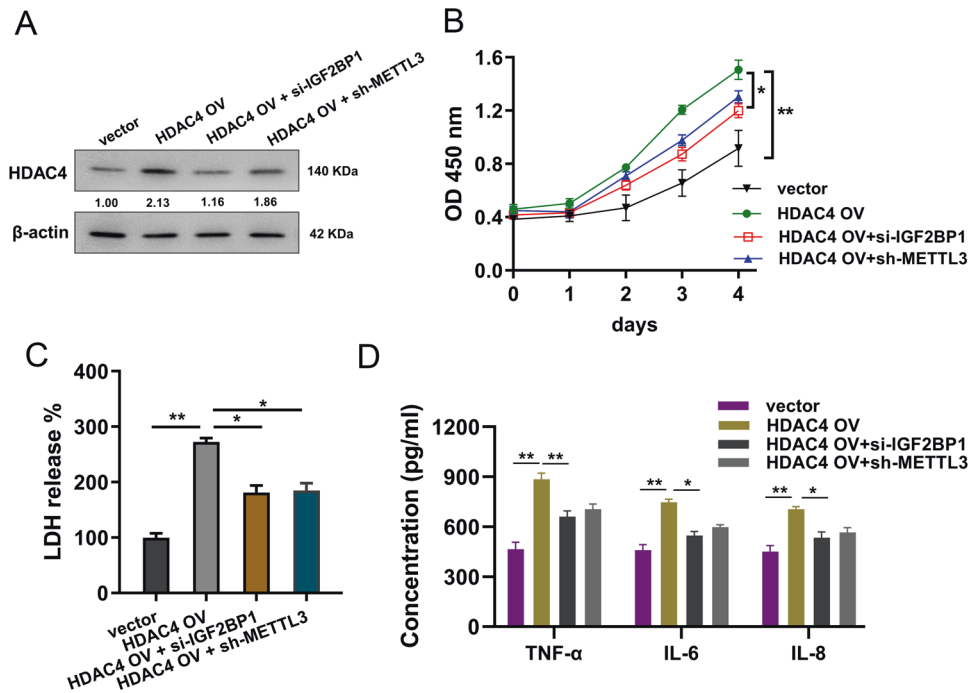 A
vector
HDAC4 OV
HDAC4 OV + si-IGF2BP1
HDAC4 OV + sh-METTL3
HDAC4
140 KDa
1.00 2.13 1.16 1.86
β-actin
42 KDa
B
OD 450 nm
1.6
1.2
0.8
0.4
0.0
0 1 2 3 4
days
*
**
vector
HDAC4 OV
HDAC4 OV+si-IGF2BP1
HDAC4 OV+sh-METTL3
C
LDH release %
400
300
200
100
0
** * *
vector
HDAC4 OV
HDAC4 OV + si-IGF2BP1
HDAC4 OV + sh-METTL3
D
Concentration (pg/ml)
1200
900
600
300
0
** ** ** * ** *
TNF-α IL-6 IL-8
vector
HDAC4 OV
HDAC4 OV+si-IGF2BP1
HDAC4 OV+sh-METTL3